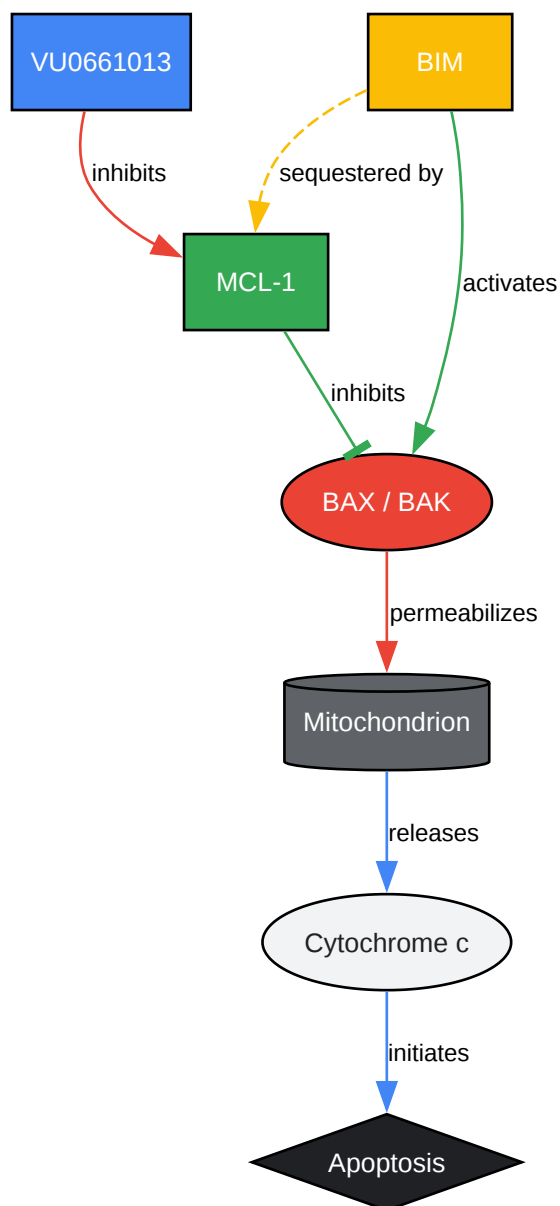 VU0661013
BIM
inhibits
sequestered by
MCL-1
activates
inhibits
BAX / BAK
permeabilizes
Mitochondrion
releases
Cytochrome c
initiates
Apoptosis